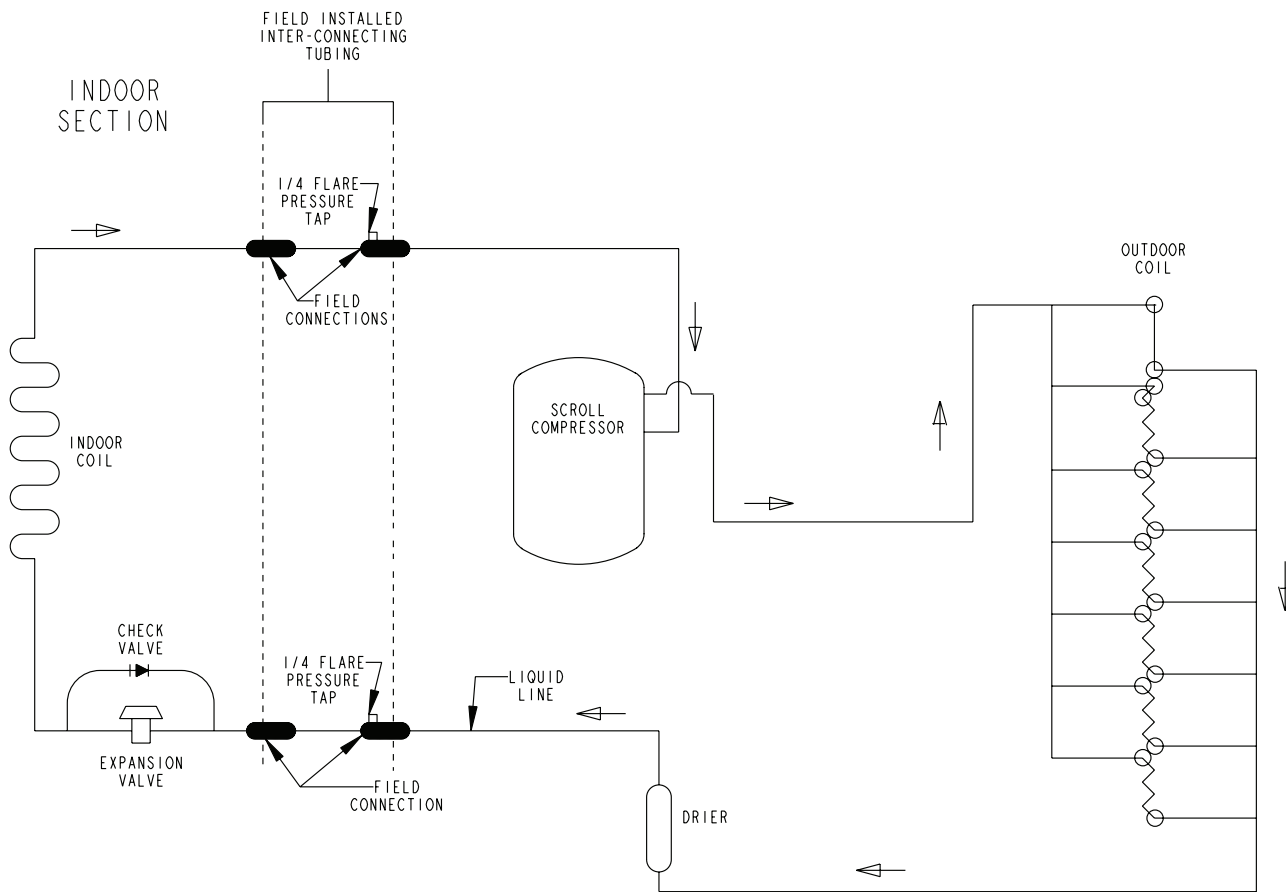 FIELD INSTALLED
INTER-CONNECTING
TUBING
INDOOR
SECTION
1/4 FLARE
PRESSURE
TAP
FIELD
CONNECTIONS
OUTDOOR
COIL
SCROLL
COMPRESSOR
INDOOR
COIL
CHECK
VALVE
1/4 FLARE
PRESSURE
TAP
LIQUID
LINE
EXPANSION
VALVE
FIELD
CONNECTION
DRIER